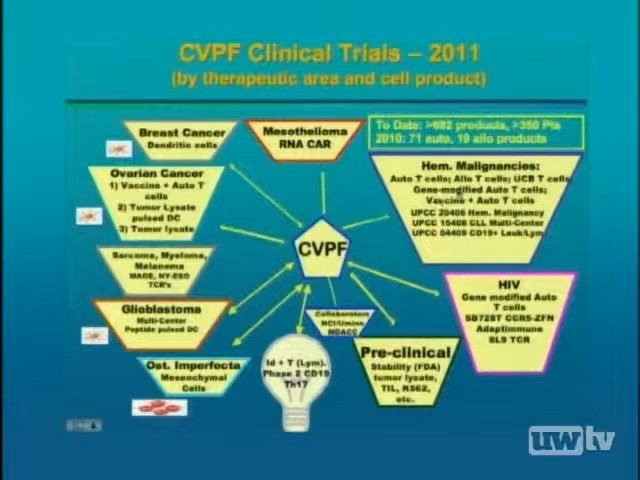 CVPF Clinical Trials – 2011
(by therapeutic area and cell product)
To Date: >682 products, >350 Pts
2010: 71 auto, 19 allo products
Breast Cancer
Dendritic cells
Mesothelioma
RNA CAR
Hem. Malignancies:
Auto T cells; Allo T cells; UCB T cells
Gene-modified Auto T cells;
Vaccine + Auto T cells
UPCC 20406 Hem. Malignancy
UPCC 15408 CLL Multi-Center
UPCC 04409 CD19+ Leuk/Lym
Ovarian Cancer
1) Vaccine + Auto T
cells
2) Tumor Lysate
pulsed DC
3) Tumor lysate
CVPF
Sarcoma, Myeloma,
Melanema
MAGE, NY-ESO
TCR's
HIV
Gene modified Auto
T cells
SB728T CCR5-ZFN
Adaptimmune
SL9 TCR
Glioblastoma
Multi-Center
Peptide pulsed DC
Collaborators
NCI/Uminn
MDACC
Ost. Imperfecta
Mesenchymal
Cells
Id + T (Lym).
Phase 2 CD19
Th17
Pre-clinical
Stability (FDA)
tumor lysate,
TIL, K562,
etc.
uwtv